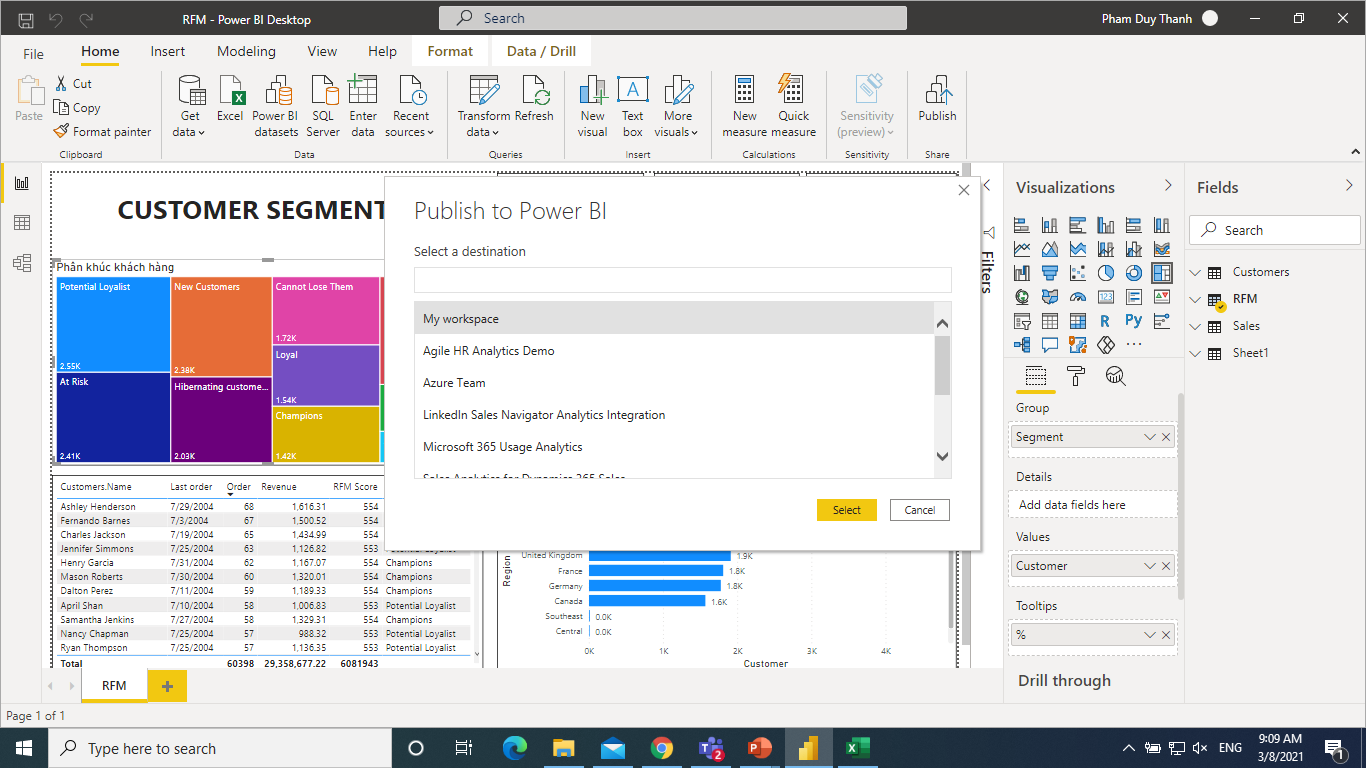 RFM - Power BI Desktop
Search
Pham Duy Thanh
File
Home
Insert
Modeling
View
Help
Format
Data / Drill
Paste
Cut
Copy
Format painter
Clipboard
Get data
Excel
Power BI datasets
SQL Server
Enter data
Recent sources
Data
Transform data
Refresh
Queries
New visual
Text box
More visuals
Insert
New measure
Quick measure
Calculations
Sensitivity (preview)
Sensitivity
Publish
Share
CUSTOMER SEGMENT
Phân khúc khách hàng
Potential Loyalist
2.55K
At Risk
2.41K
New Customers
2.38K
Hibernating custome...
2.03K
Cannot Lose Them
1.72K
Loyal
1.54K
Champions
1.42K
Customers.Name Last order Order Revenue RFM Score
Ashley Henderson 7/29/2004 68 1,616.31 554
Fernando Barnes 7/3/2004 67 1,500.52 554
Charles Jackson 7/19/2004 65 1,434.99 554
Jennifer Simmons 7/25/2004 63 1,126.82 553 Potential Loyalist
Henry Garcia 7/31/2004 62 1,167.07 554 Champions
Mason Roberts 7/30/2004 60 1,320.01 554 Champions
Dalton Perez 7/11/2004 59 1,189.33 554 Champions
April Shan 7/10/2004 58 1,006.83 553 Potential Loyalist
Samantha Jenkins 7/27/2004 58 1,329.31 554 Champions
Nancy Chapman 7/25/2004 57 988.32 553 Potential Loyalist
Ryan Thompson 7/25/2004 57 1,136.35 553 Potential Loyalist
Total 60398 29,358,677.22 6081943
Publish to Power BI
Select a destination
My workspace
Agile HR Analytics Demo
Azure Team
LinkedIn Sales Navigator Analytics Integration
Microsoft 365 Usage Analytics
Sales Analytics for Dynamics 365 Sales
Select
Cancel
Region
United Kingdom 1.9K
France 1.8K
Germany 1.8K
Canada 1.6K
Southeast 0.0K
Central 0.0K
0K 1K 2K 3K 4K
Customer
Filters
Visualizations
R
Py
123
Group
Segment
Details
Add data fields here
Values
Customer
Tooltips
%
Drill through
Fields
Search
Customers
RFM
Sales
Sheet1
RFM
Page 1 of 1
Type here to search
2
ENG
9:09 AM
3/8/2021
1